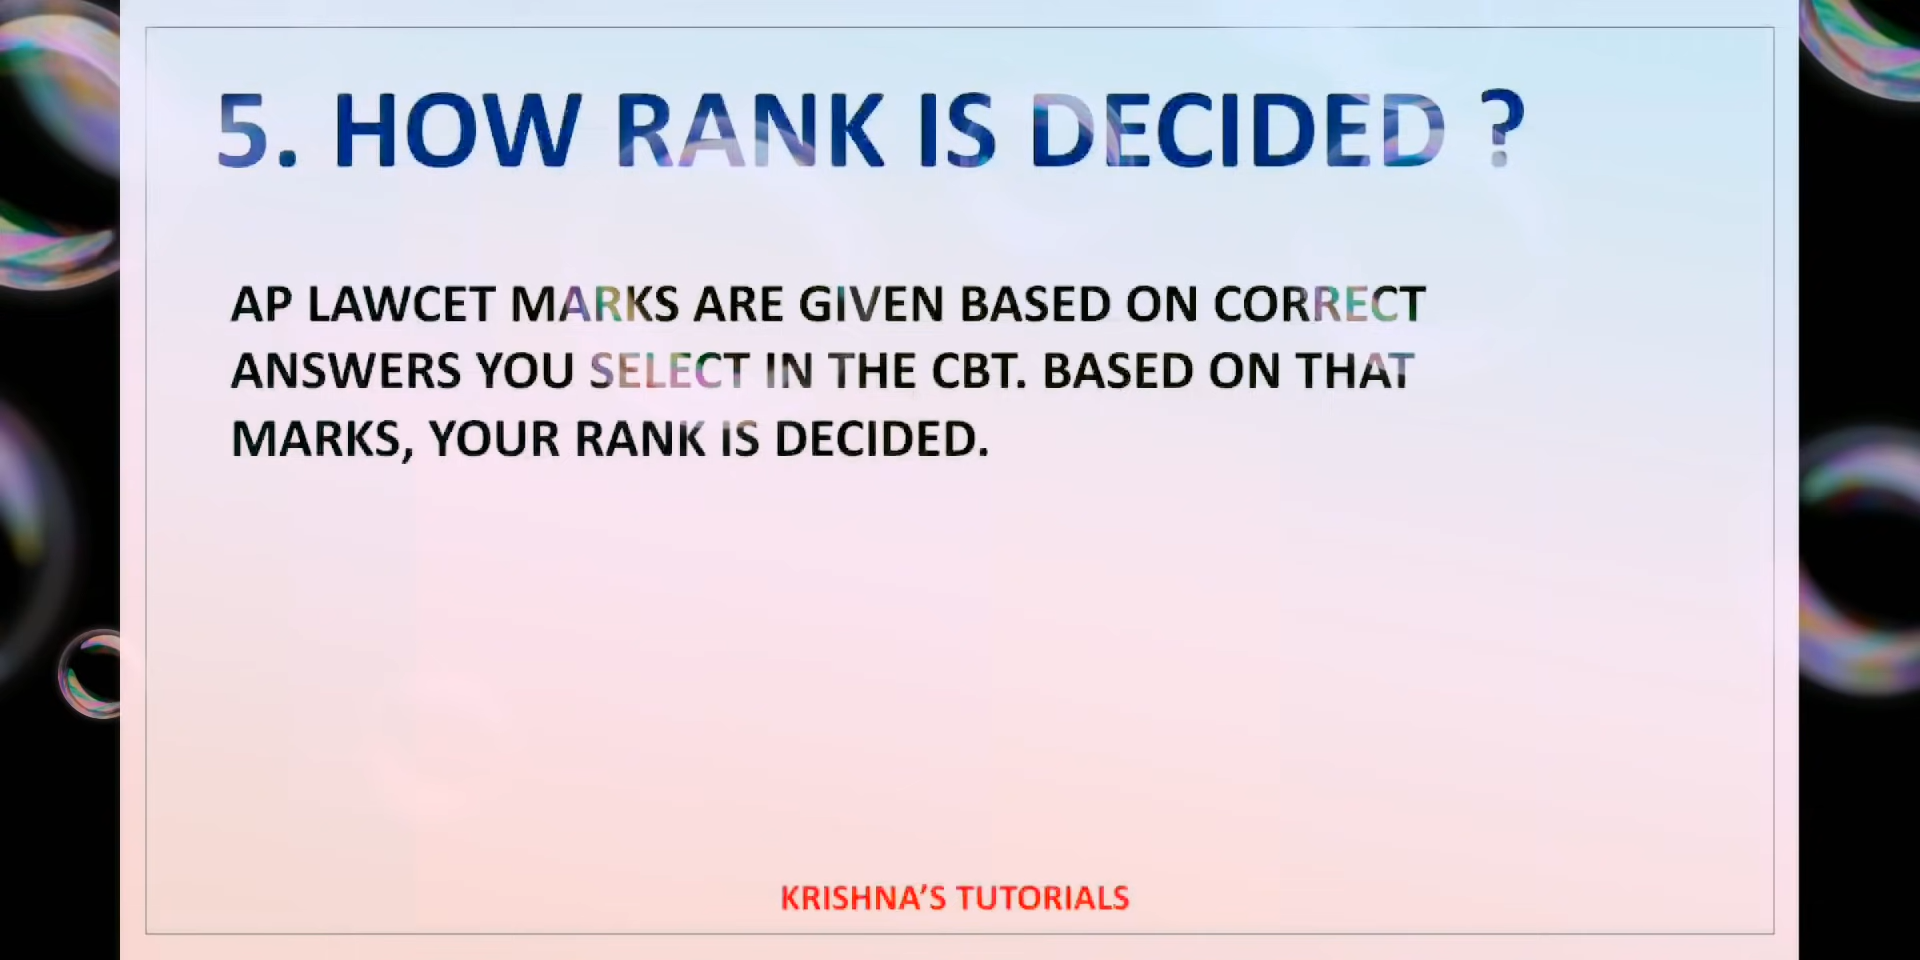 5. HOW RANK IS DECIDED ?
AP LAWCET MARKS ARE GIVEN BASED ON CORRECT
ANSWERS YOU SELECT IN THE CBT. BASED ON THAT
MARKS, YOUR RANK IS DECIDED.
KRISHNA’S TUTORIALS